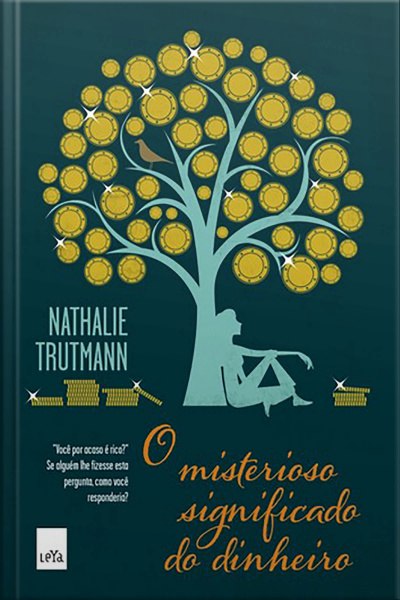 NATHALIE
TRUTMANN
"Você por acaso é rico?"
Se alguém lhe fizesse esta
pergunta, como você
responderia?
O misterioso
significado
do dinheiro
LeYa